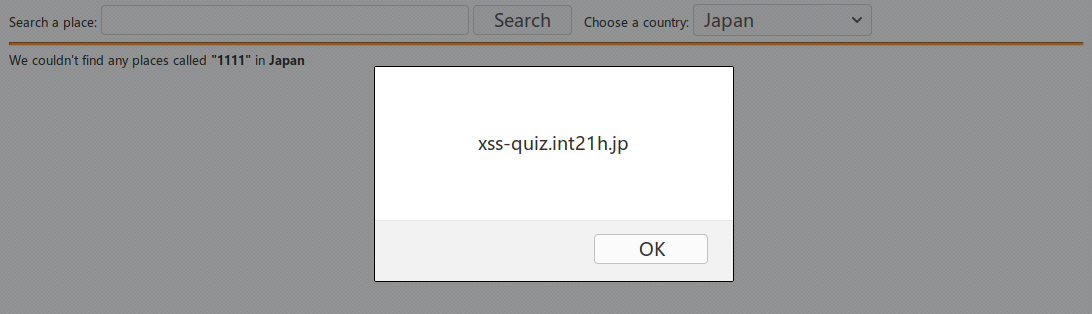 Search a place: Search Choose a country: Japan
We couldn't find any places called "1111" in Japan
xss-quiz.int21h.jp
OK